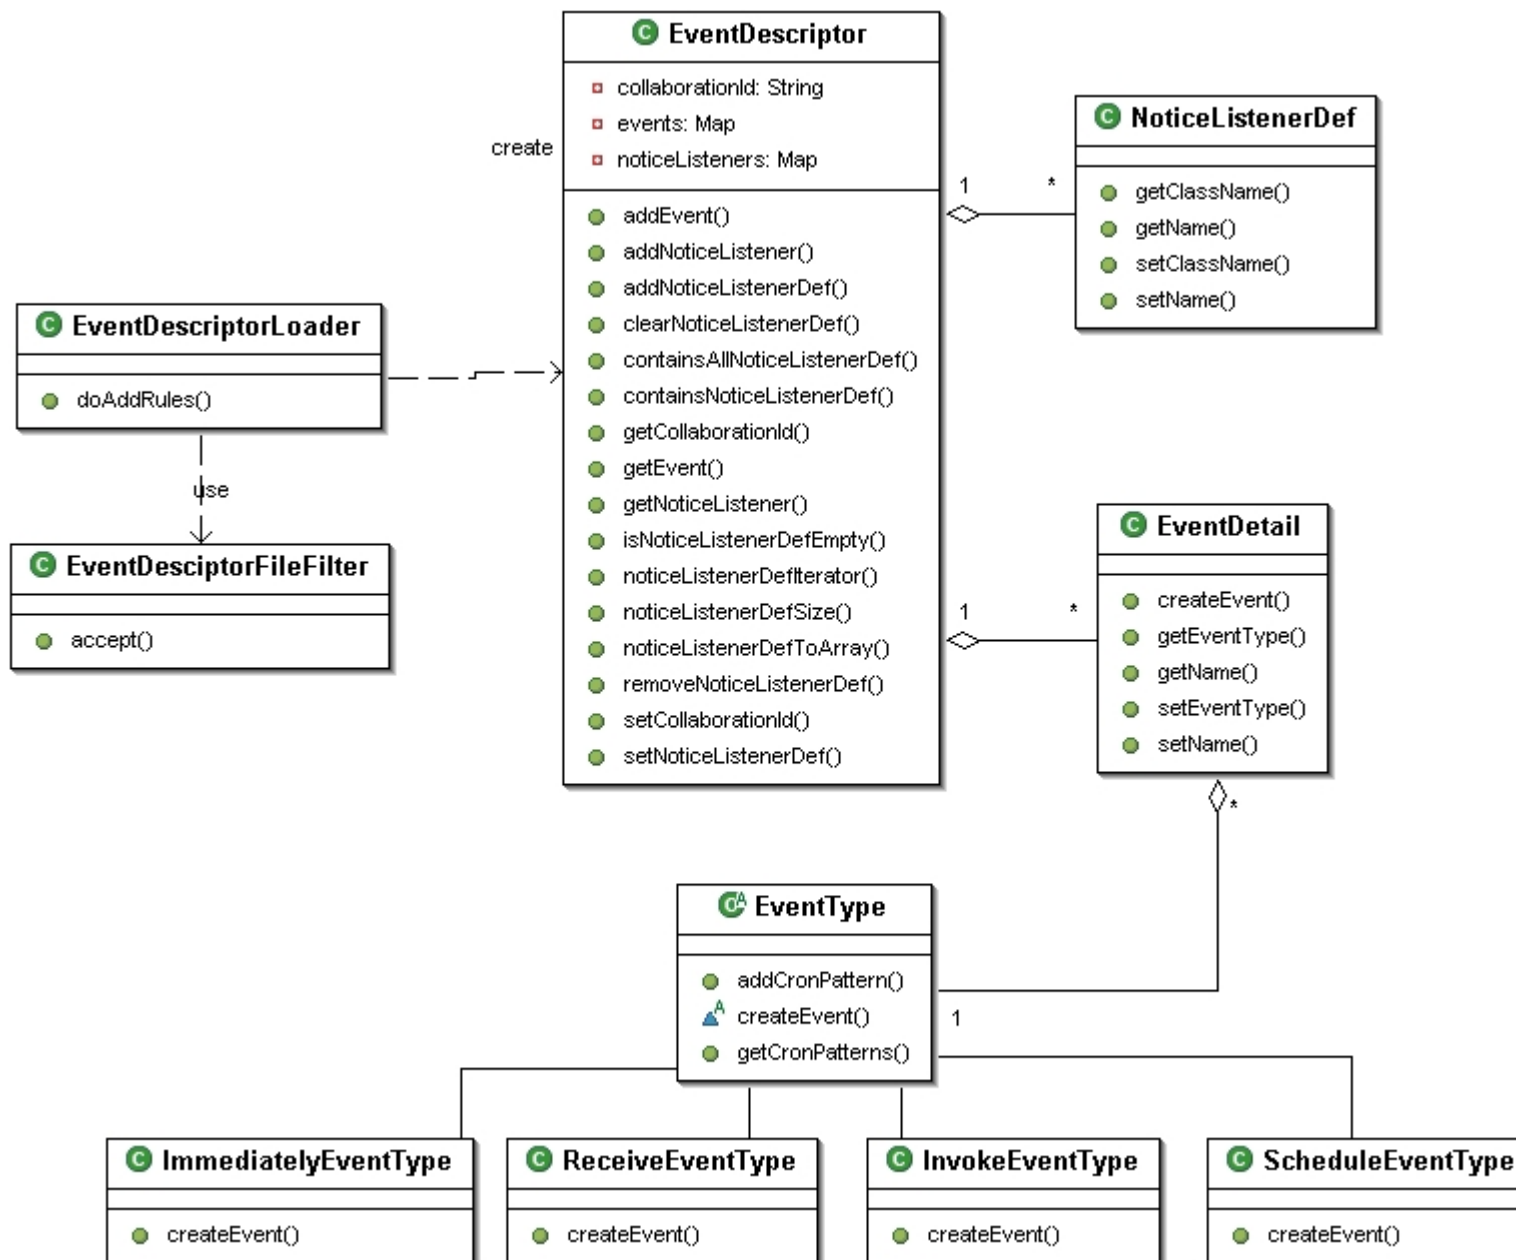 EventDescriptor
collaborationId: String
events: Map
noticeListeners: Map
create
addEvent()
addNoticeListener()
addNoticeListenerDef()
clearNoticeListenerDef()
containsAllNoticeListenerDef()
containsNoticeListenerDef()
getCollaborationId()
getEvent()
getNoticeListener()
isNoticeListenerDefEmpty()
noticeListenerDefIterator()
noticeListenerDefSize()
noticeListenerDefToArray()
removeNoticeListenerDef()
setCollaborationId()
setNoticeListenerDef()
1 *
NoticeListenerDef
getClassName()
getName()
setClassName()
setName()
EventDescriptorLoader
doAddRules()
use
EventDesciptorFileFilter
accept()
1 *
EventDetail
createEvent()
getEventType()
getName()
setEventType()
setName()
*
EventType
addCronPattern()
createEvent()
getCronPatterns()
1
ImmediatelyEventType
createEvent()
ReceiveEventType
createEvent()
InvokeEventType
createEvent()
ScheduleEventType
createEvent()